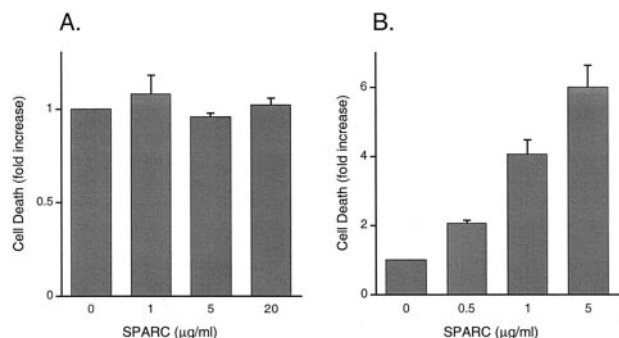 A.
Cell Death (fold increase)
1
0.5
0
0 1 5 20
SPARC (μg/ml)
B.
Cell Death (fold increase)
6
4
2
0
0 0.5 1 5
SPARC (μg/ml)